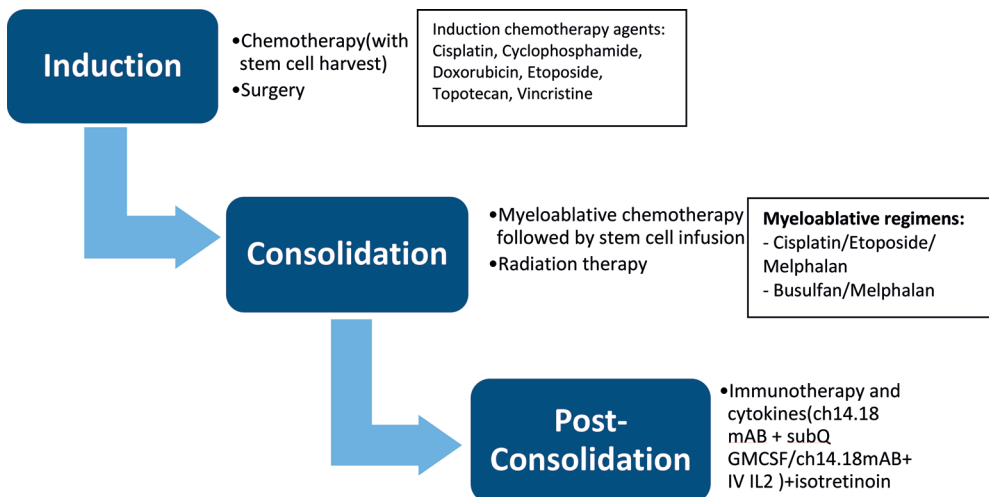 Induction
•Chemotherapy(with
stem cell harvest)
•Surgery
Induction chemotherapy agents:
Cisplatin, Cyclophosphamide,
Doxorubicin, Etoposide,
Topotecan, Vincristine
Consolidation
•Myeloablative chemotherapy
followed by stem cell infusion
•Radiation therapy
Myeloablative regimens:
- Cisplatin/Etoposide/
Melphalan
- Busulfan/Melphalan
Post-
Consolidation
•Immunotherapy and
cytokines(ch14.18
mAB + subQ
GMCSF/ch14.18mAB+
IV IL2 )+isotretinoin